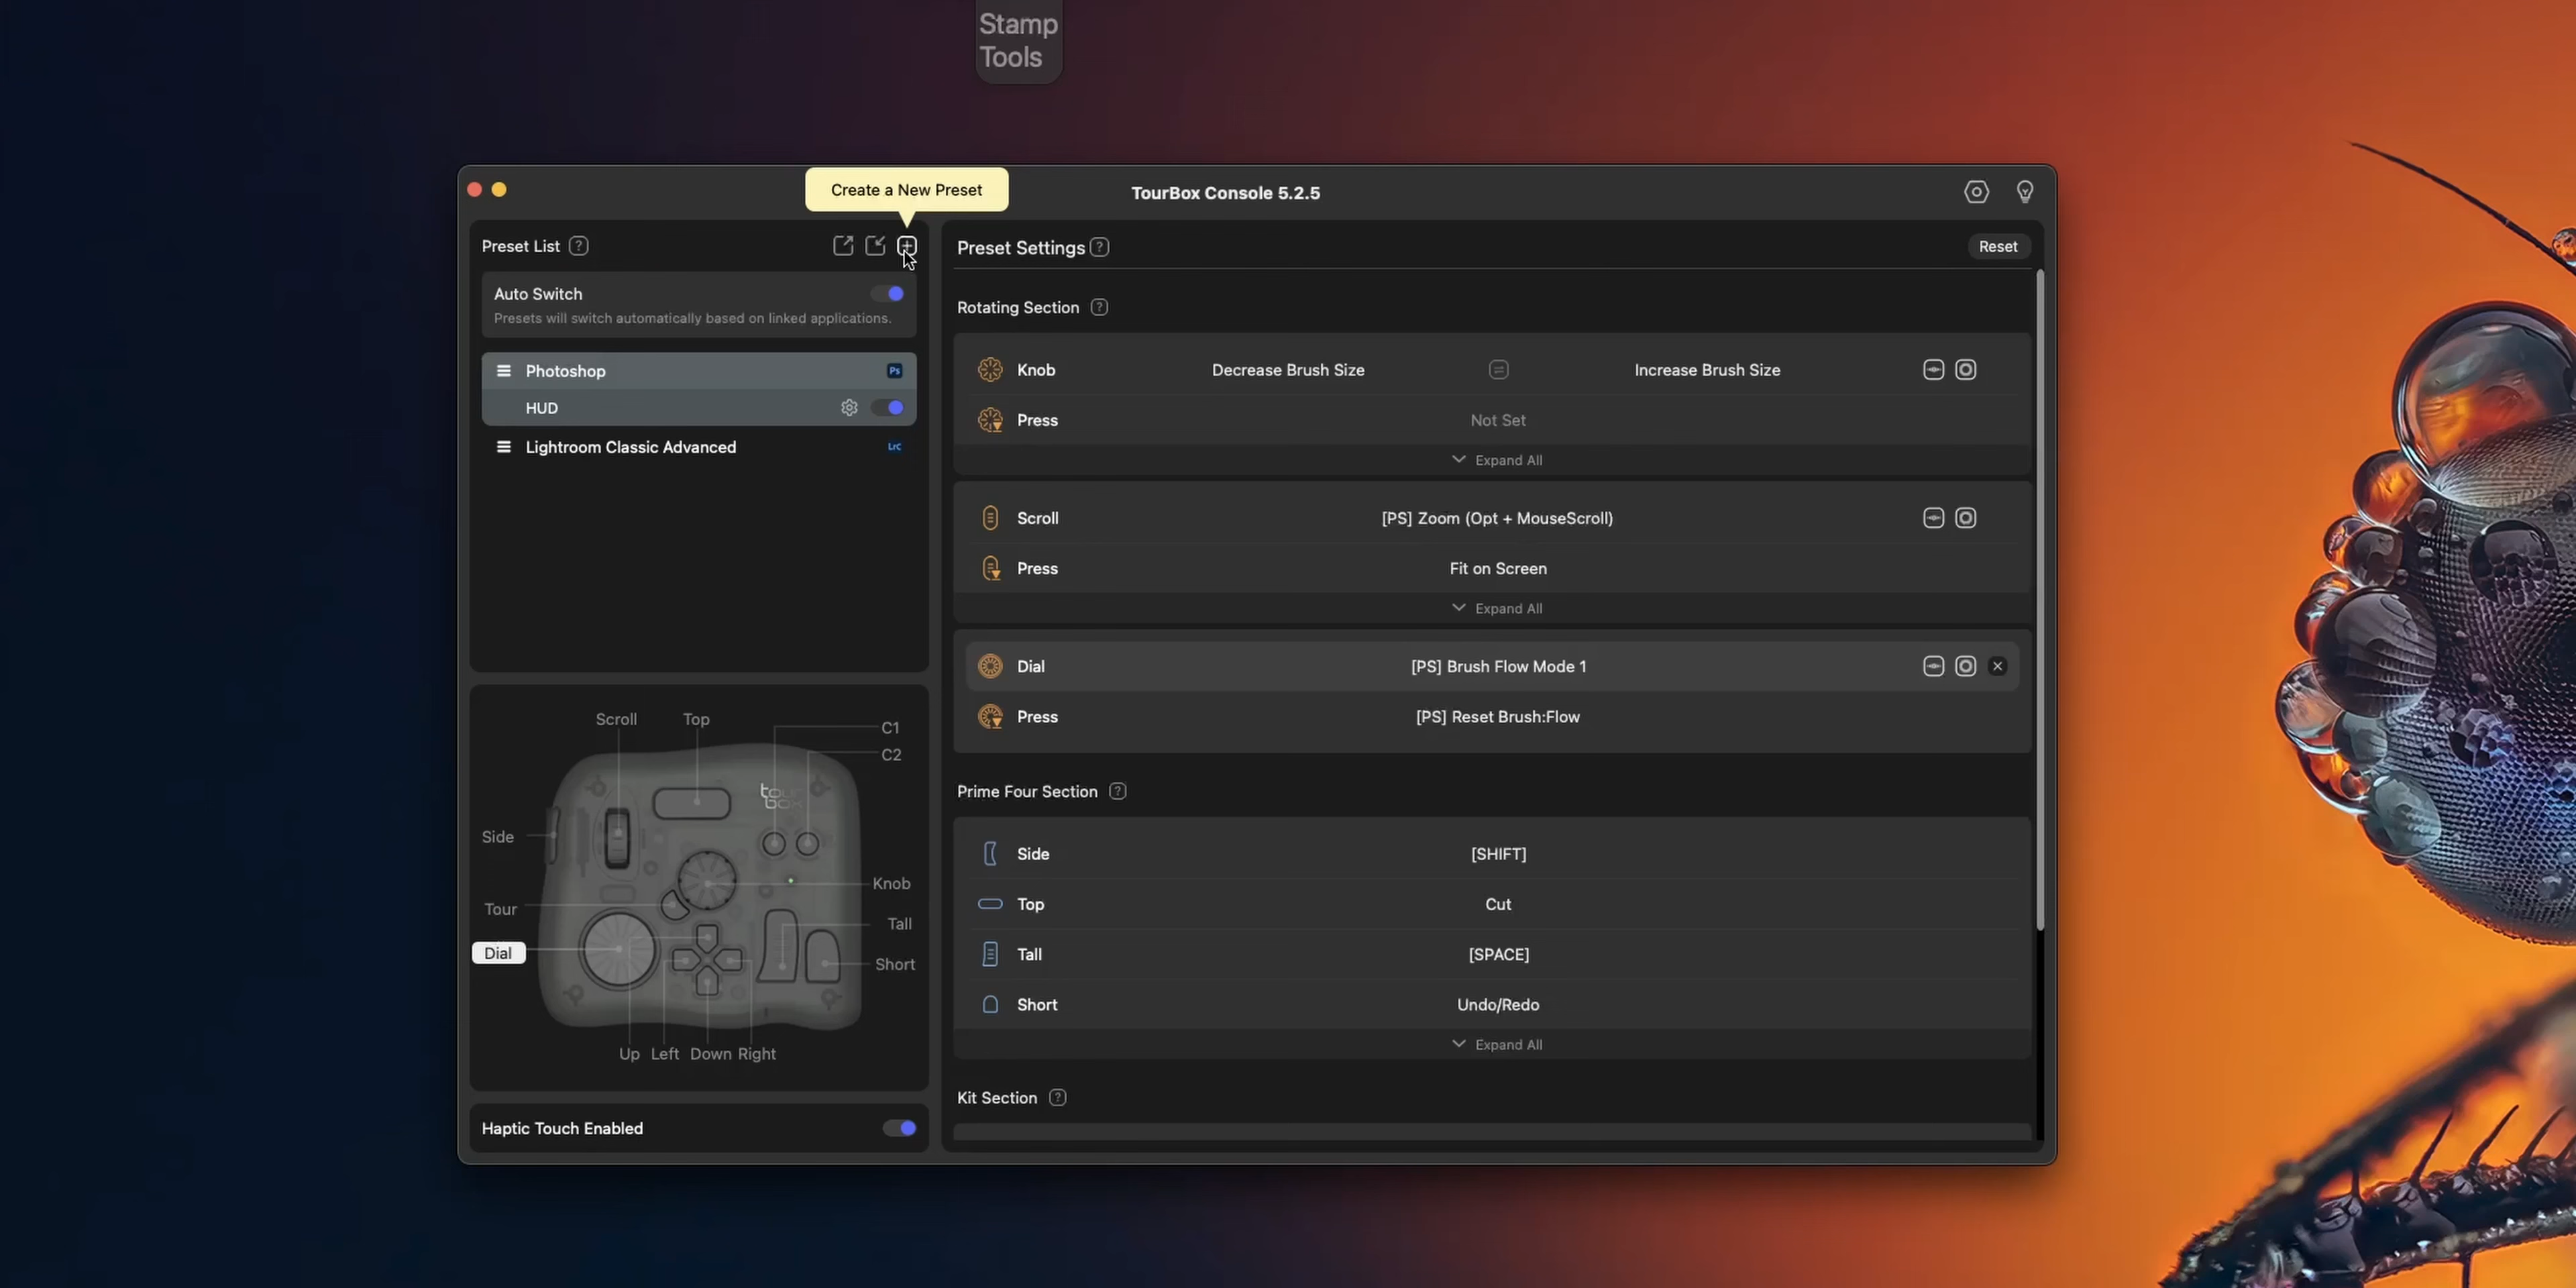 Stamp
Tools
Create a New Preset
TourBox Console 5.2.5
Preset List ?
Auto Switch
Presets will switch automatically based on linked applications.
Photoshop Ps
HUD
Lightroom Classic Advanced Lrc
Scroll Top C1
C2
tour
box
Side
Knob
Tour
Tall
Dial
Short
Up Left Down Right
Haptic Touch Enabled
Preset Settings ? Reset
Rotating Section ?
Knob Decrease Brush Size Increase Brush Size
Press Not Set
Expand All
Scroll [PS] Zoom (Opt + MouseScroll)
Press Fit on Screen
Expand All
Dial [PS] Brush Flow Mode 1
Press [PS] Reset Brush:Flow
Prime Four Section ?
Side [SHIFT]
Top Cut
Tall [SPACE]
Short Undo/Redo
Expand All
Kit Section ?